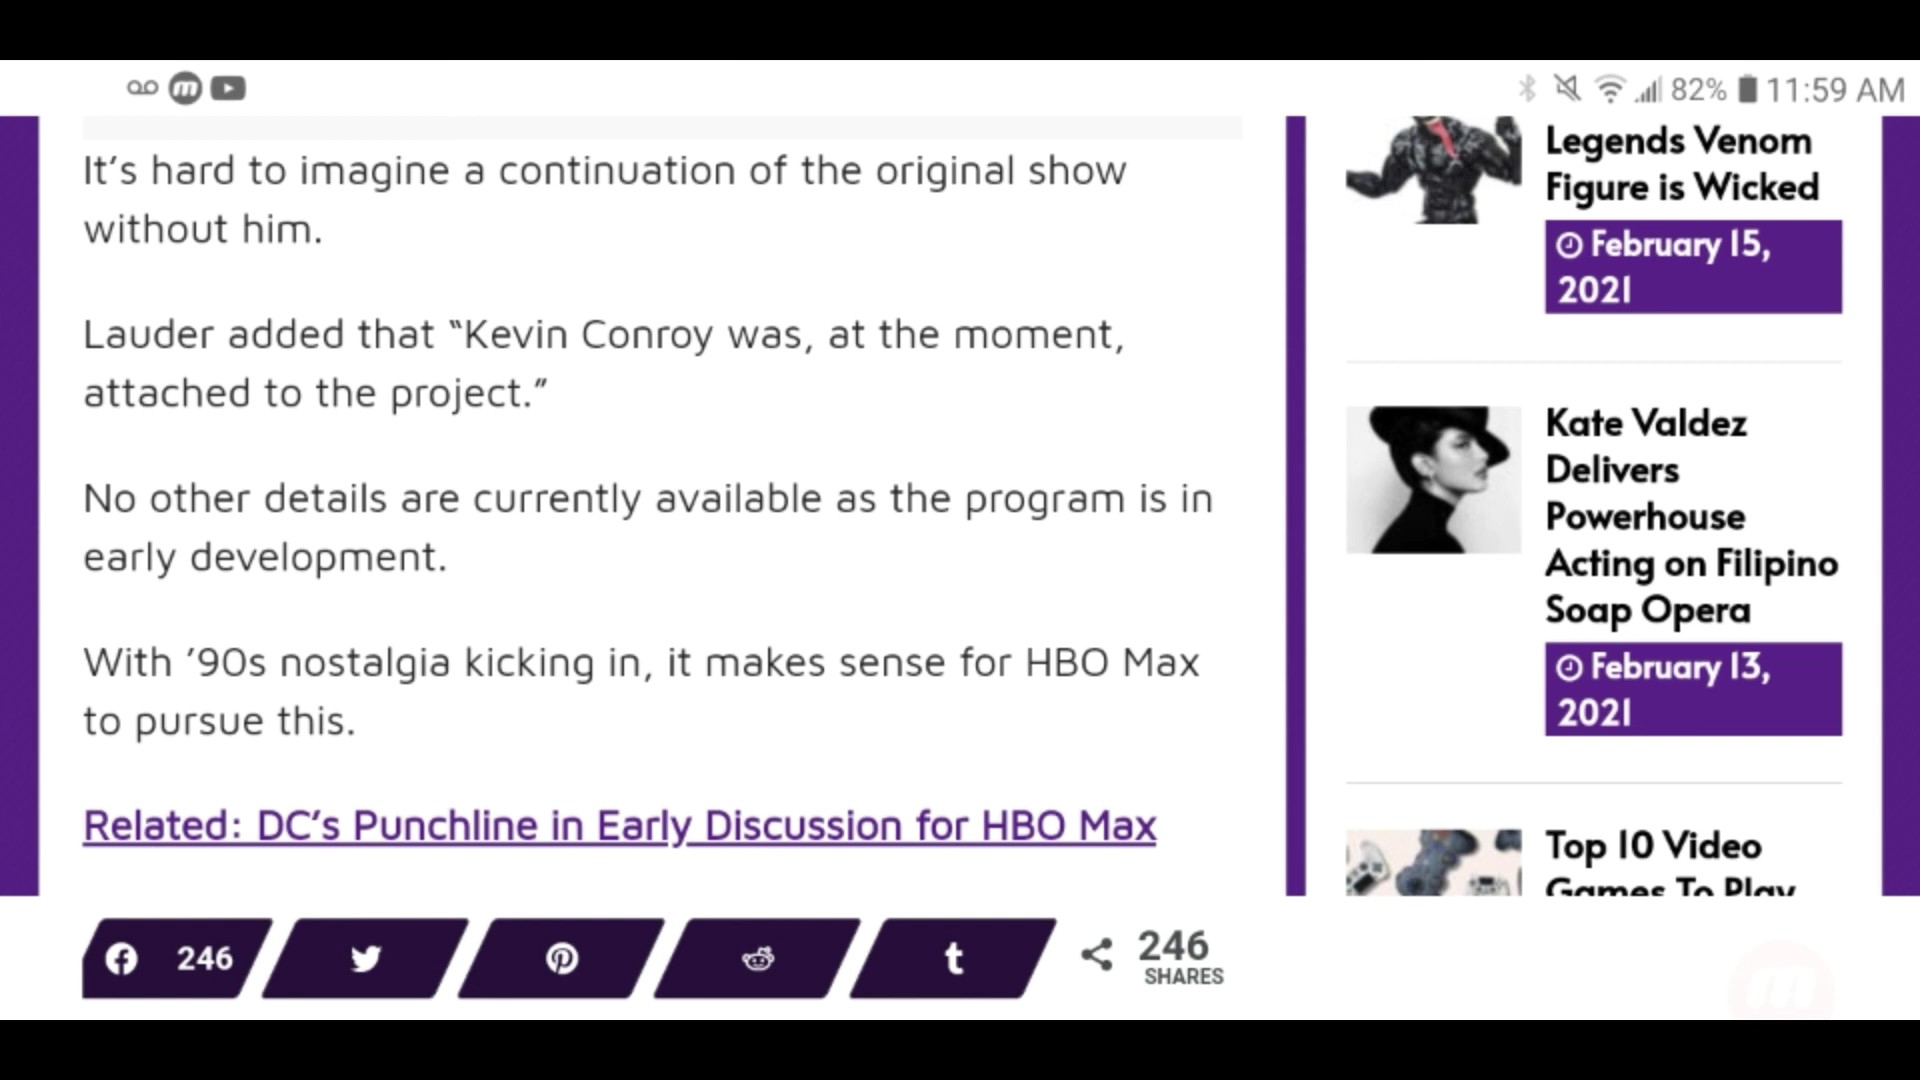 82% 11:59 AM
It’s hard to imagine a continuation of the original show
without him.
Lauder added that “Kevin Conroy was, at the moment,
attached to the project.”
No other details are currently available as the program is in
early development.
With ’90s nostalgia kicking in, it makes sense for HBO Max
to pursue this.
Related: DC’s Punchline in Early Discussion for HBO Max
246
246
SHARES
Legends Venom
Figure is Wicked
February 15,
2021
Kate Valdez
Delivers
Powerhouse
Acting on Filipino
Soap Opera
February 13,
2021
Top 10 Video
Games To Play